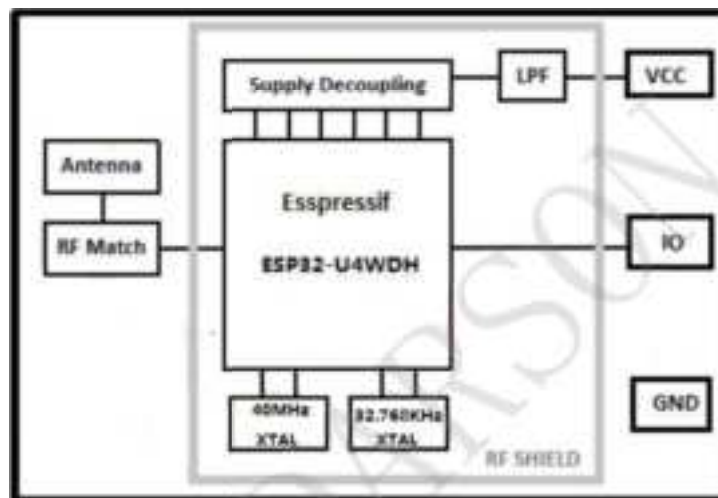 Supply Decoupling
LPF
VCC
Antenna
RF Match
Esspressif
ESP32-U4WDH
IO
40MHz
XTAL
32.768KHz
XTAL
GND
RF SHIELD